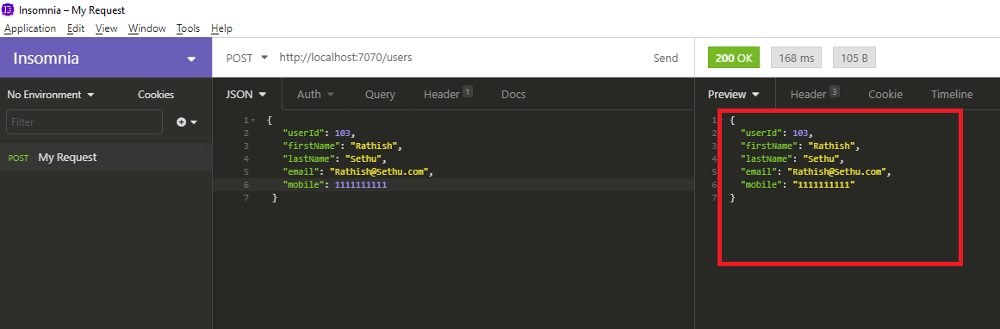 Insomnia – My Request
Application Edit View Window Tools Help
Insomnia
POST http://localhost:7070/users Send
200 OK 168 ms 105 B
No Environment Cookies
JSON Auth Query Header 1 Docs
Preview Header 3 Cookie Timeline
Filter
POST My Request
1 {
2 "userId": 103,
3 "firstName": "Rathish",
4 "lastName": "Sethu",
5 "email": "Rathish@Sethu.com",
6 "mobile": 1111111111
7 }
1 {
2 "userId": 103,
3 "firstName": "Rathish",
4 "lastName": "Sethu",
5 "email": "Rathish@Sethu.com",
6 "mobile": "1111111111"
7 }